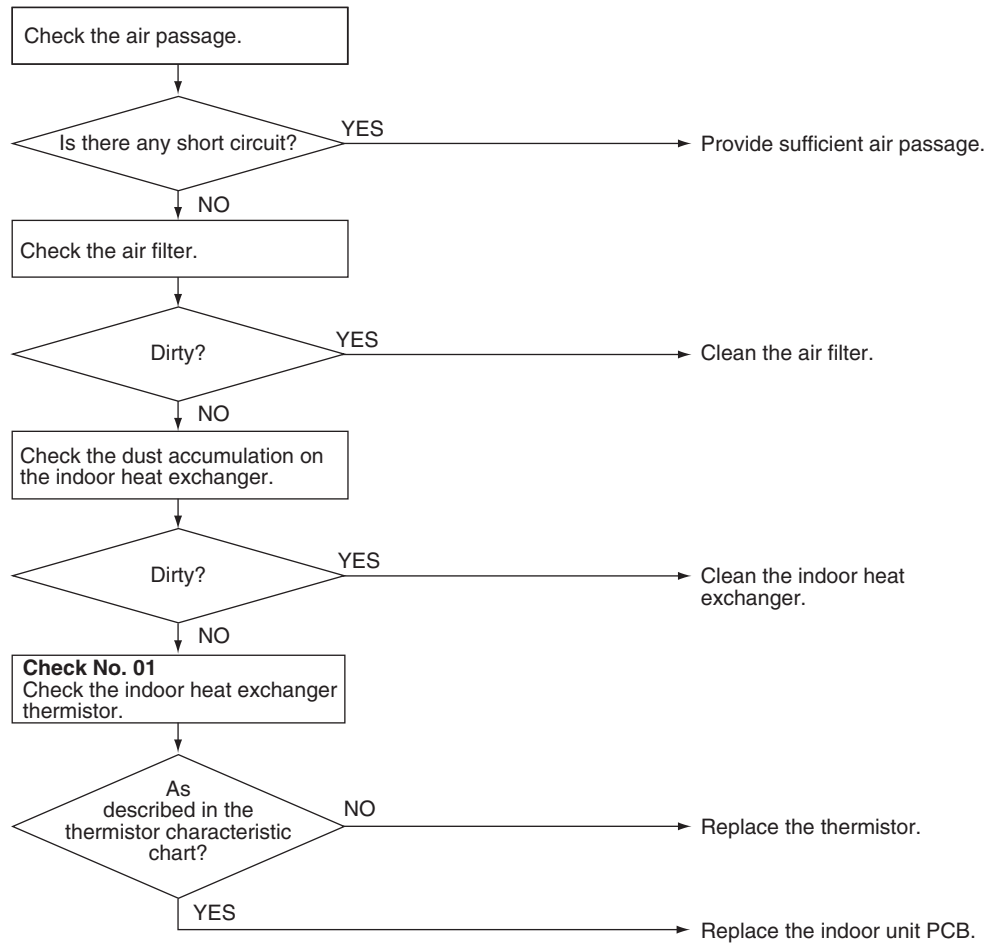 Check the air passage.
Is there any short circuit?
YES
Provide sufficient air passage.
NO
Check the air filter.
Dirty?
YES
Clean the air filter.
NO
Check the dust accumulation on
the indoor heat exchanger.
Dirty?
YES
Clean the indoor heat
exchanger.
NO
Check No. 01
Check the indoor heat exchanger
thermistor.
As
described in the
thermistor characteristic
chart?
NO
Replace the thermistor.
YES
Replace the indoor unit PCB.